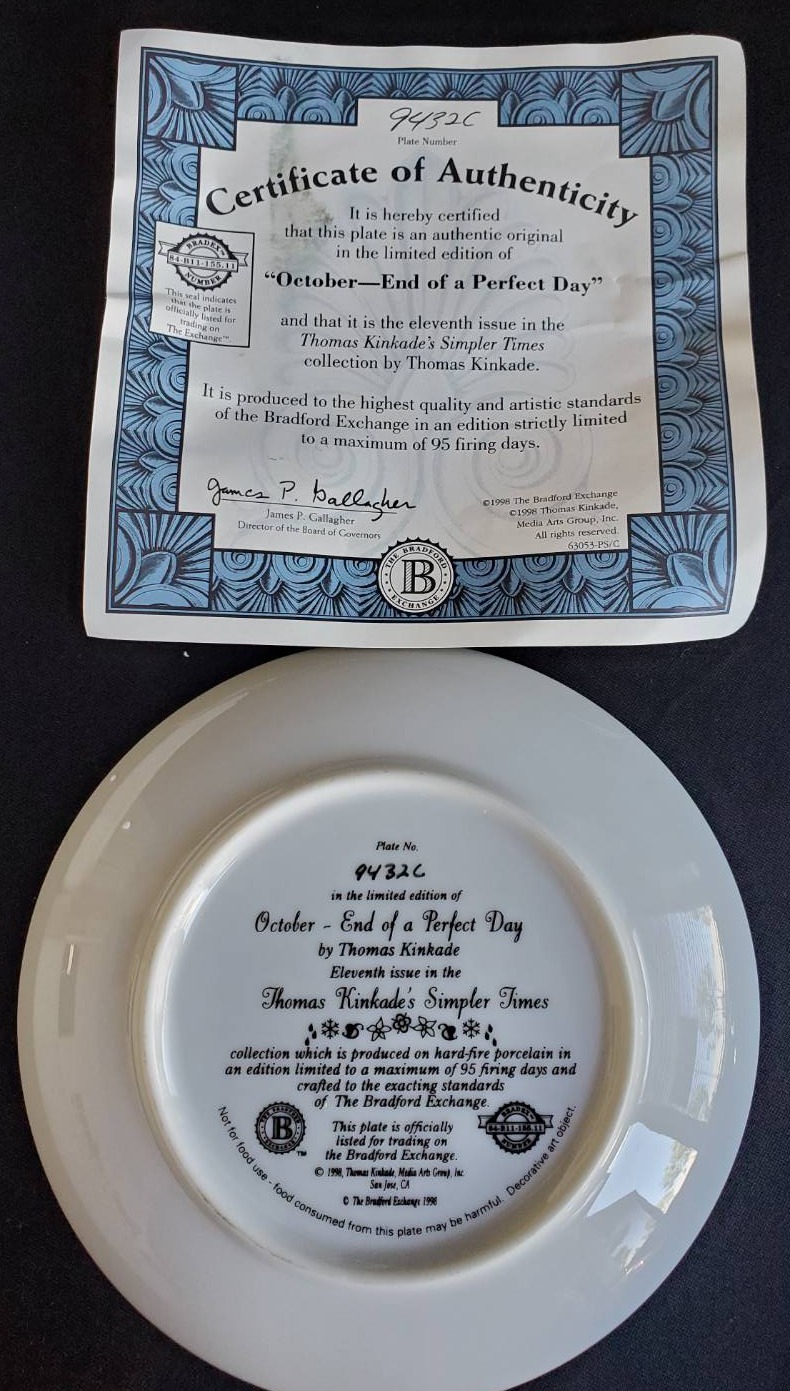 9432C
Plate Number
Certificate of Authenticity
It is hereby certified
that this plate is an authentic original
in the limited edition of
“October—End of a Perfect Day”
BRADEX
84-B11-155.11
NUMBER
This seal indicates
that the plate is
officially listed for
trading on
The Exchange™.
and that it is the eleventh issue in the
Thomas Kinkade's Simpler Times
collection by Thomas Kinkade.
It is produced to the highest quality and artistic standards
of the Bradford Exchange in an edition strictly limited
to a maximum of 95 firing days.
James P. Gallagher
James P. Gallagher
Director of the Board of Governors
©1998 The Bradford Exchange
©1998 Thomas Kinkade,
Media Arts Group, Inc.
All rights reserved.
63053-PS/C
THE BRADFORD
B
EXCHANGE
Plate No.
9432C
in the limited edition of
October - End of a Perfect Day
by Thomas Kinkade
Eleventh issue in the
Thomas Kinkade's Simpler Times
collection which is produced on hard-fire porcelain in
an edition limited to a maximum of 95 firing days and
crafted to the exacting standards
of The Bradford Exchange.
THE BRADFORD
B
EXCHANGE
™
This plate is officially
listed for trading on
the Bradford Exchange.
BRADEX
84-B11-155.11
NUMBER
© 1998, Thomas Kinkade, Media Arts Group, Inc.
San Jose, CA
© The Bradford Exchange 1998
Not for food use - food consumed from this plate may be harmful. Decorative art object.